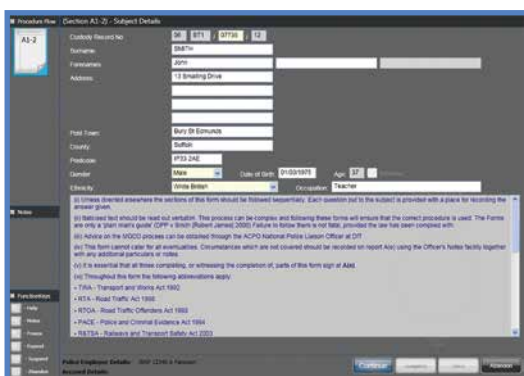 Procedure Flow
(Section A1-2) - Subject Details
A1-2
Custody Record No
Surname:
Forenames
John
Address:
13 Smailing Drive
Post Town:
Bury St Edmunds
County:
Suffolk
Postcode:
IP33 2AE
Gender
Male
Date of Birth
01/03/1975
Age: 37
Ethnicity
White British
Occupation:
Teacher
(i) Unless directed elsewhere the sections of this form should be followed sequentially. Each question put to the subject is provided with a place for recording the
answer given.
(ii) Italicised text should be read out verbatim. This process can be complex and following these forms will ensure that the correct procedure is used. The Forms
are only a 'plain man's guide' (DPP v Smith [Robert James] 2000) Failure to follow them is not fatal, provided the law has been complied with.
(iii) Advice on the MGDD process can be obtained through the ACPO National Police Liaison Officer at DfT
(iv) This form cannot cater for all eventualities. Circumstances which are not covered should be recorded on report A(x) using the Officer's Notes facility together
with any additional particulars or notes.
(v) It is essential that all those completing, or witnessing the completion of, parts of this form sign at
(vi) Throughout this form the following abbreviations apply:
- TWA - Transport and Works Act 1992
- RTA - Road Traffic Act 1988
- RTOA - Road Traffic Offenders Act 1988
- PACE - Police and Criminal Evidence Act 1984
- R&TSA - Railways and Transport Safety Act 2003
Notes
Function Keys
- Help
- Notes
- Freeze
- Suspend
- Abandon
Police Employee Details:
Account Details:
Continue
Abandon